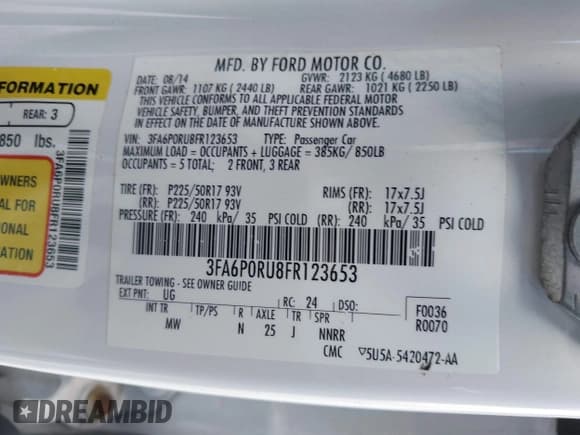 MFD. BY FORD MOTOR CO.
DATE: 08/14 GVWR: 2123 KG ( 4680 LB)
FRONT GAWR: 1107 KG ( 2440 LB) REAR GAWR: 1021 KG ( 2250 LB)
THIS VEHICLE CONFORMS TO ALL APPLICABLE FEDERAL MOTOR
VEHICLE SAFETY, BUMPER, AND THEFT PREVENTION STANDARDS
IN EFFECT ON THE DATE OF MANUFACTURE SHOWN ABOVE.
VIN: 3FA6P0RU8FR123653 TYPE: Passenger Car
MAXIMUM LOAD = OCCUPANTS + LUGGAGE = 385KG/ 850LB
OCCUPANTS = 5 TOTAL; 2 FRONT, 3 REAR
TIRE (FR): P225/50R17 93V RIMS (FR): 17x7.5J
(RR): P225/50R17 93V (RR): 17x7.5J
PRESSURE (FR): 240 kPa/ 35 PSI COLD (RR): 240 kPa/ 35 PSI COLD
3FA6P0RU8FR123653
TRAILER TOWING - SEE OWNER GUIDE
EXT PNT: UG RC: 24 DSO: F0036
INT TR TP/PS R AXLE TR SPR R0070
MW N 25 J NNRR
CMC ▽5U5A-5420472-AA
FORMATION
REAR: 3
850 lbs.
3FA6P0RU8FR123653
WNERS
AL FOR
IONAL
ATION
DREAMBID